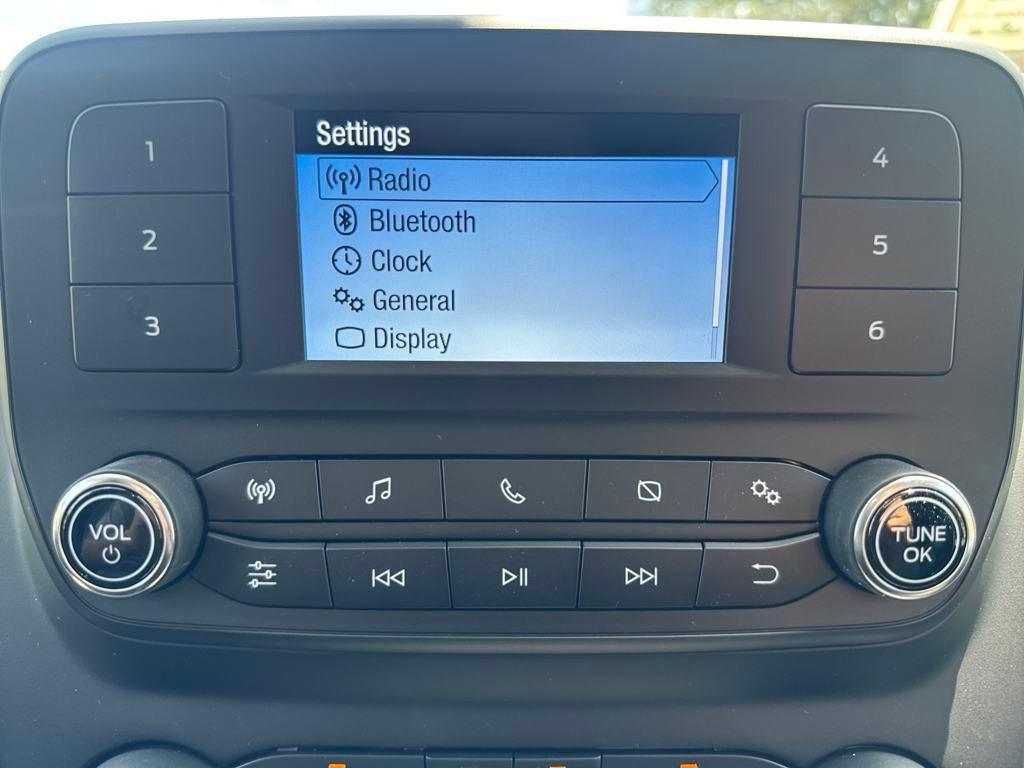 Settings
Radio
Bluetooth
Clock
General
Display
1
2
3
4
5
6
VOL
TUNE
OK